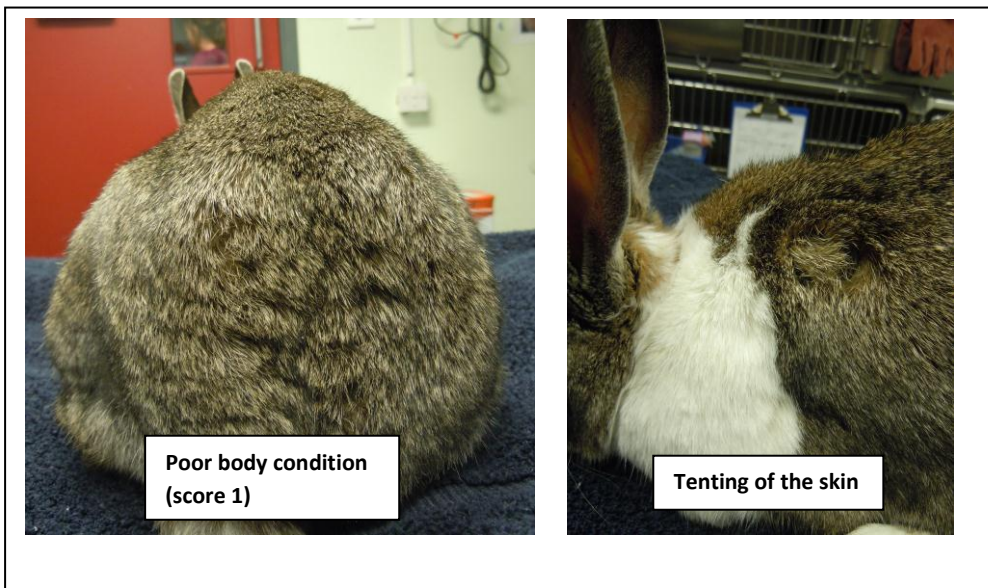 Poor body condition
(score 1)
Tenting of the skin